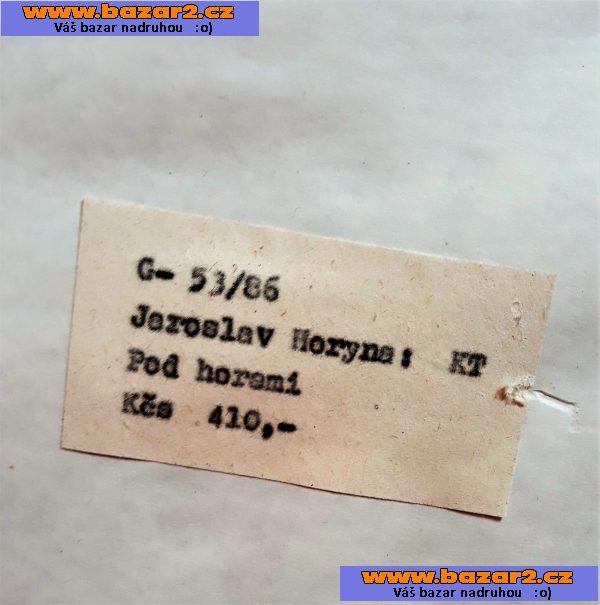 www.bazar2.cz
Váš bazar nadruhou :o)
G- 53/86
Jaroslav Horyna: KT
Pod horami
Kčs 410,-
www.bazar2.cz
Váš bazar nadruhou :o)